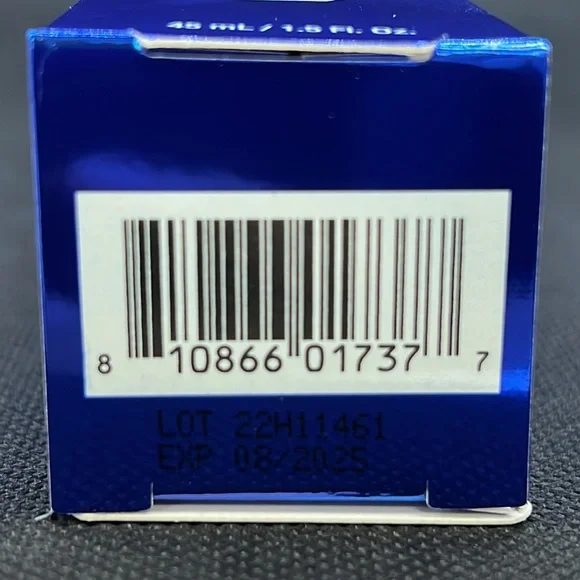 45 mL / 1.5 Fl. Oz.
8 10866 01737 7
LOT 22H11461
EXP 08/2025